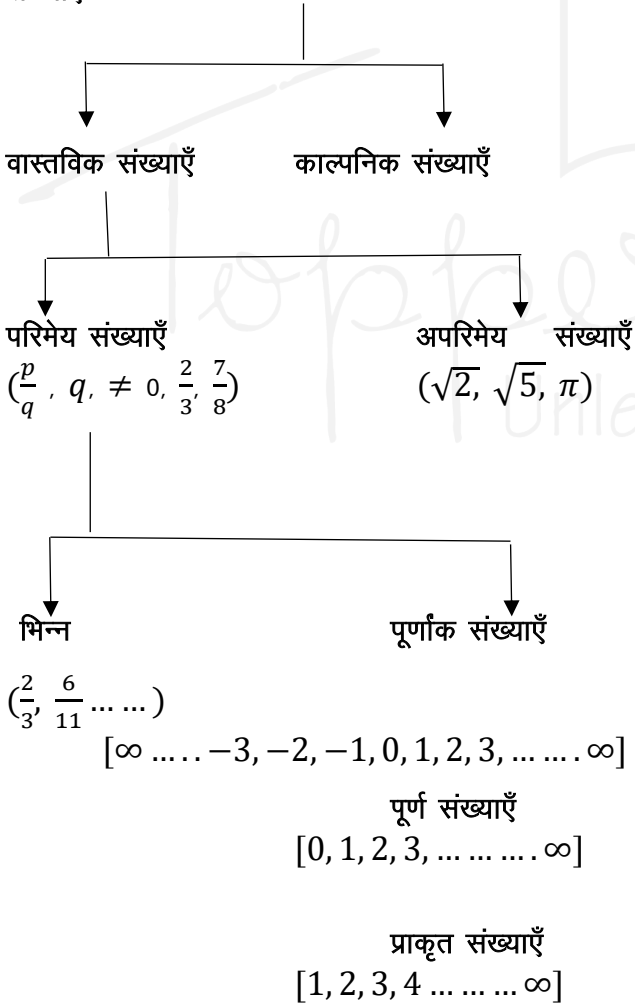 वास्तविक संख्याएँ काल्पनिक संख्याएँ
परिमेय संख्याएँ अपरिमेय संख्याएँ
(p/q , q, ≠ 0, 2/3, 7/8) (√2, √5, π)
भिन्न पूर्णांक संख्याएँ
(2/3, 6/11 ... ... )
[∞ ... . . −3, −2, −1, 0, 1, 2, 3, ... ... . ∞]
पूर्ण संख्याएँ
[0, 1, 2, 3, ... ... ... . ∞]
प्राकृत संख्याएँ
[1, 2, 3, 4 ... ... ... ∞]